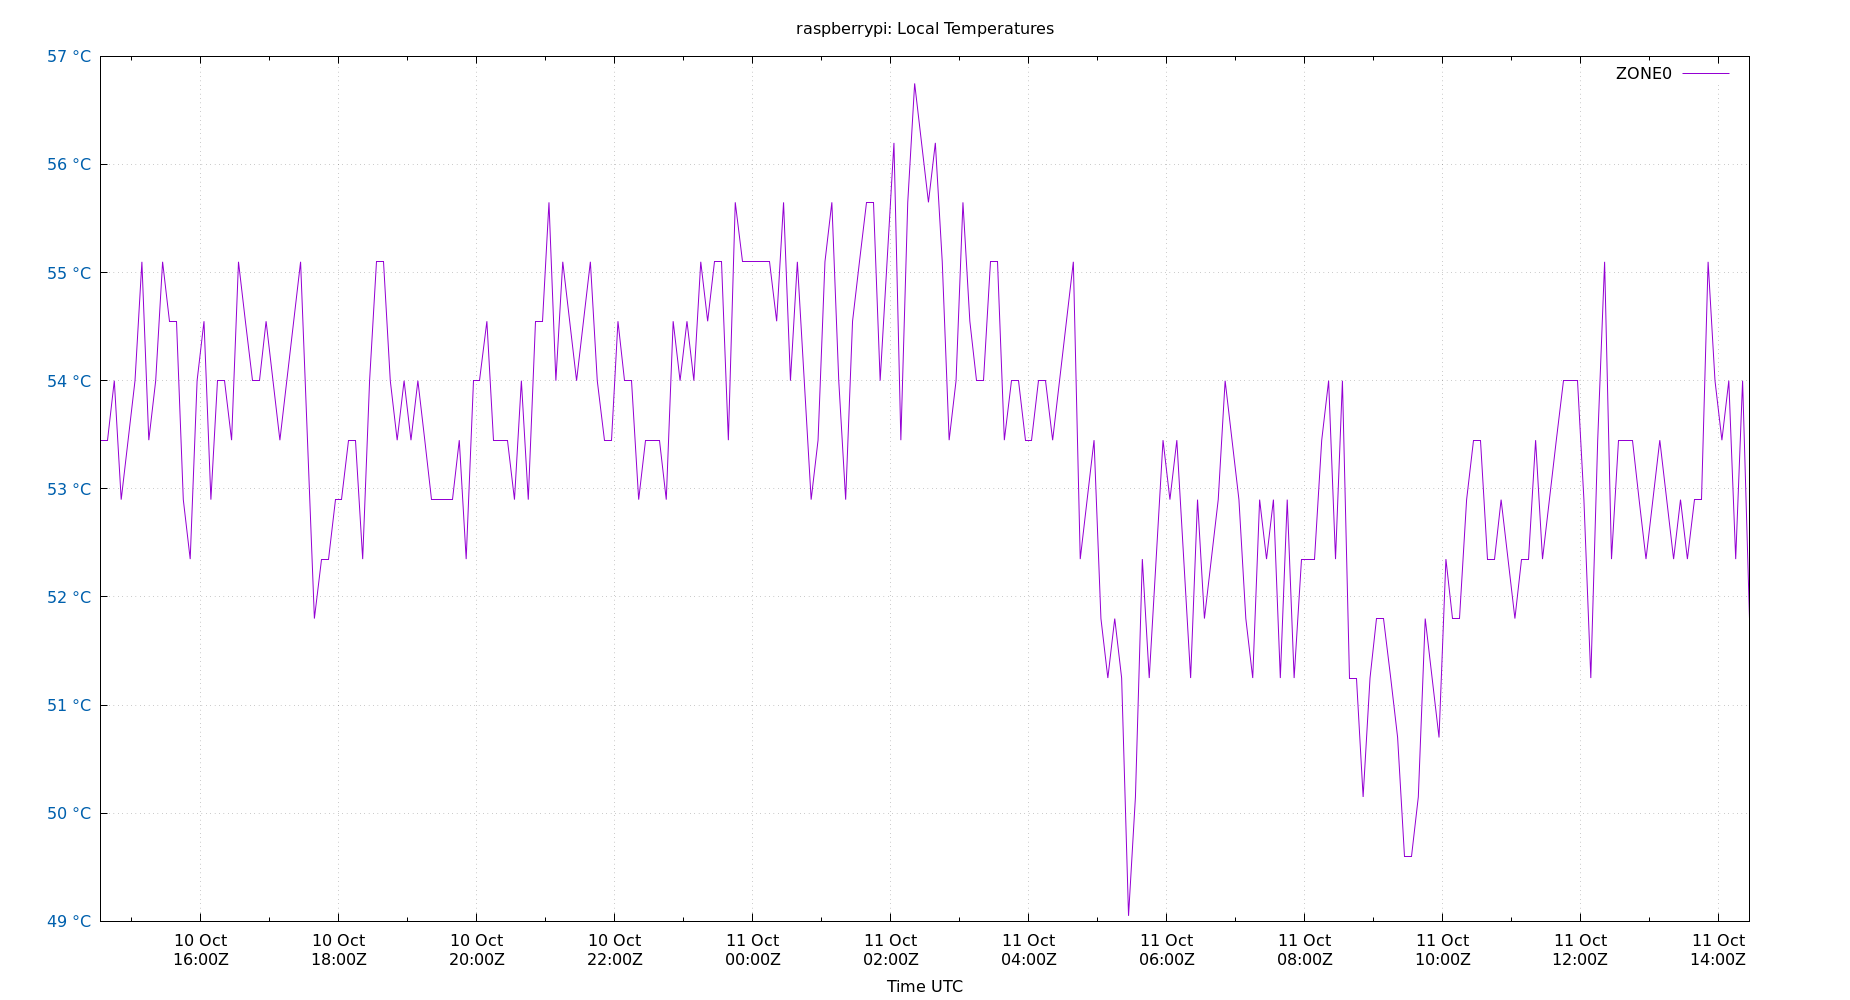 raspberrypi: Local Temperatures
57 °C
ZONE0
56 °C
55 °C
54 °C
53 °C
52 °C
51 °C
50 °C
49 °C
10 Oct 10 Oct 10 Oct 10 Oct 11 Oct 11 Oct 11 Oct 11 Oct 11 Oct 11 Oct 11 Oct 11 Oct
16:00Z 18:00Z 20:00Z 22:00Z 00:00Z 02:00Z 04:00Z 06:00Z 08:00Z 10:00Z 12:00Z 14:00Z
Time UTC